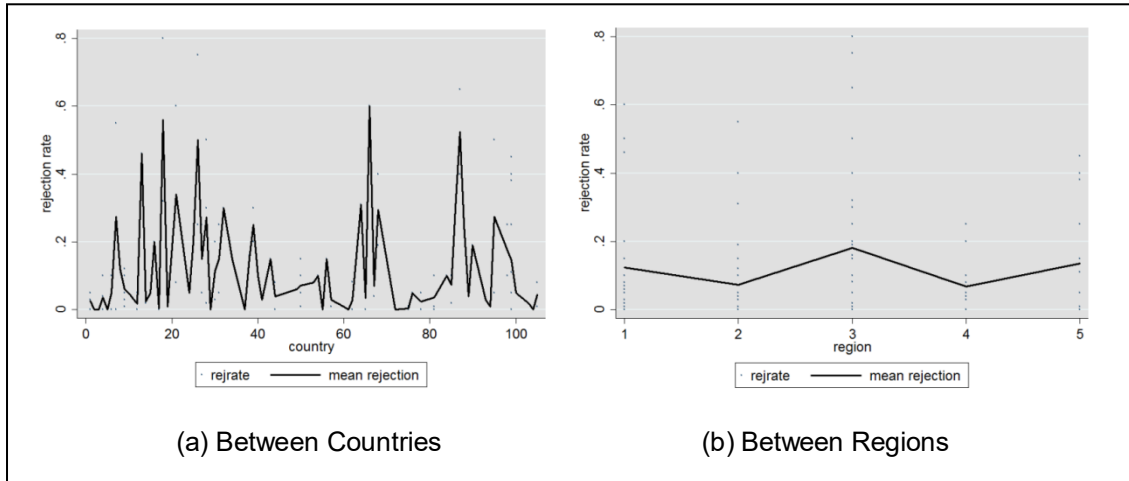 .8
.6
.4
.2
0
rejection rate
0 20 40 60 80 100
country
rejrate mean rejection
(a) Between Countries
.8
.6
.4
.2
0
rejection rate
1 2 3 4 5
region
rejrate mean rejection
(b) Between Regions